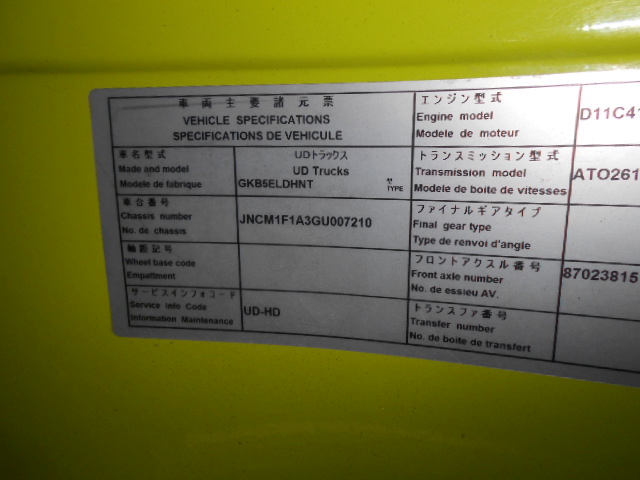 車両主要諸元票
VEHICLE SPECIFICATIONS
SPECIFICATIONS DE VEHICULE
車名型式
Made and model
Modele de fabrique
UDトラックス
UD Trucks
GKB5ELDHNT
TYPE
車台番号
Chassis number
No. de chassis
JNCM1F1A3GU007210
軸距記号
Wheel base code
Empattment
サービスインフォコード
Service info Code
Information Maintenance
UD-HD
エンジン型式
Engine model
Modele de moteur
D11C41
トランスミッション型式
Transmission model
Modele de boite de vitesses
ATO261
ファイナルギアタイプ
Final gear type
Type de renvoi d'angle
フロントアクスル番号
Front axle number
No. de essieu AV.
87023815
トランスファ番号
Transfer number
No. de boite de transfert